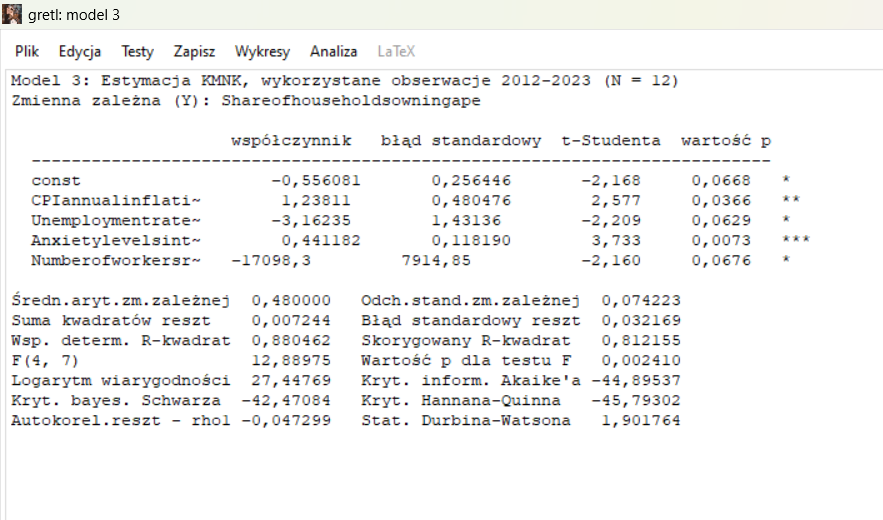 gretl: model 3
Plik Edycja Testy Zapisz Wykresy Analiza LaTeX
Model 3: Estymacja KMNK, wykorzystane obserwacje 2012-2023 (N = 12)
Zmienna zależna (Y): Shareofhouseholdsowningape
współczynnik błąd standardowy t-Studenta wartość p
---------------------------------------------------------------------------
const -0,556081 0,256446 -2,168 0,0668 *
CPIannualinflati~ 1,23811 0,480476 2,577 0,0366 **
Unemploymentrate~ -3,16235 1,43136 -2,209 0,0629 *
Anxietylevelsint~ 0,441182 0,118190 3,733 0,0073 ***
Numberofworkersr~ -17098,3 7914,85 -2,160 0,0676 *
Średn.aryt.zm.zależnej 0,480000 Odch.stand.zm.zależnej 0,074223
Suma kwadratów reszt 0,007244 Błąd standardowy reszt 0,032169
Wsp. determ. R-kwadrat 0,880462 Skorygowany R-kwadrat 0,812155
F(4, 7) 12,88975 Wartość p dla testu F 0,002410
Logarytm wiarygodności 27,44769 Kryt. inform. Akaike'a -44,89537
Kryt. bayes. Schwarza -42,47084 Kryt. Hannana-Quinna -45,79302
Autokorel.reszt - rho1 -0,047299 Stat. Durbina-Watsona 1,901764